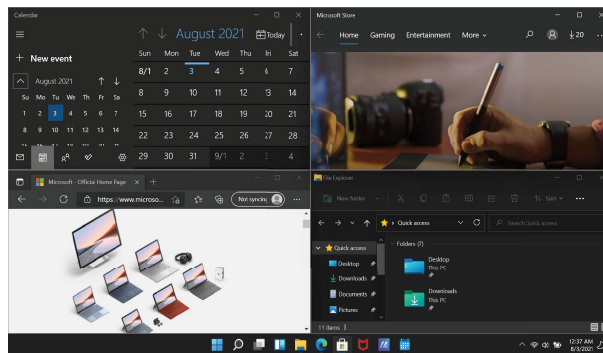 Calendar
August 2021
Today
New event
Sun Mon Tue Wed Thu Fri Sat
8/1 2 3 4 5 6 7
8 9 10 11 12 13 14
15 16 17 18 19 20 21
22 23 24 25 26 27 28
29 30 31 9/1 2 3 4
August 2021
Su Mo Tu We Th Fr Sa
1 2 3 4 5 6 7
8 9 10 11 12 13 14
Microsoft Store
Home Gaming Entertainment More
20
Microsoft - Official Home Page
https://www.microso...
Not syncing
File Explorer
New folder
Sort
Quick access
Search Quick access
Quick access
Desktop
Downloads
Documents
Pictures
Folders (7)
Desktop
This PC
Downloads
This PC
11 items
12:37 AM
8/3/2021